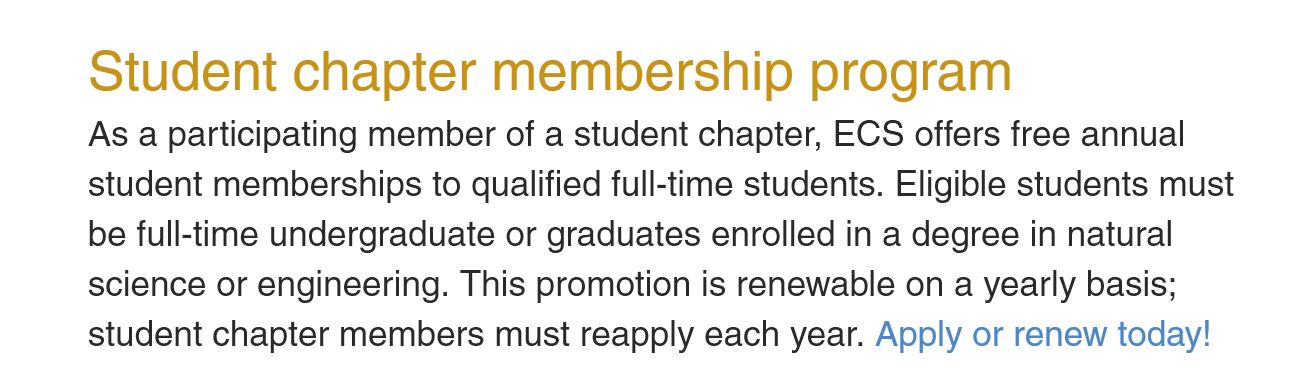 Student chapter membership program
As a participating member of a student chapter, ECS offers free annual
student memberships to qualified full-time students. Eligible students must
be full-time undergraduate or graduates enrolled in a degree in natural
science or engineering. This promotion is renewable on a yearly basis;
student chapter members must reapply each year. Apply or renew today!